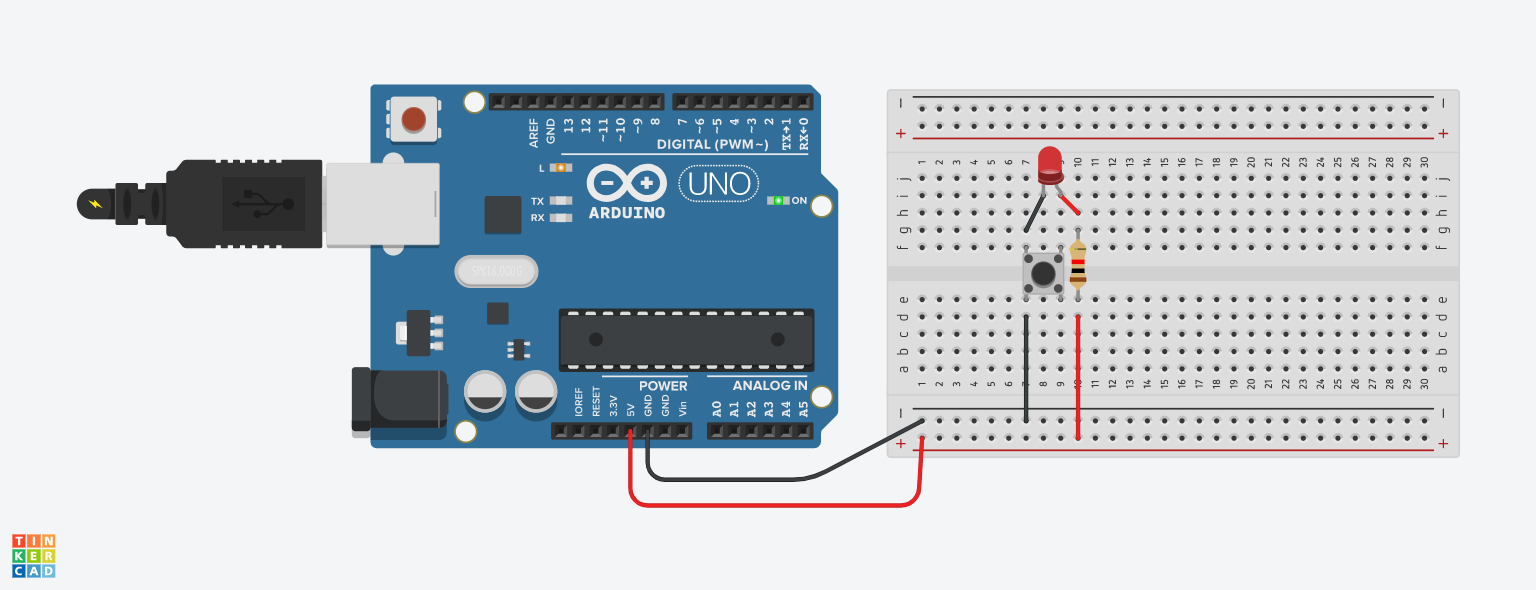 AREF
GND
13
12
~11
~10
~9
8
7
~6
~5
4
~3
2
TX→1
RX←0
DIGITAL (PWM~)
L
TX
RX
ARDUINO
UNO
ON
POWER
ANALOG IN
IOREF
RESET
3.3V
5V
GND
GND
Vin
A0
A1
A2
A3
A4
A5
− −
+ +
1 2 3 4 5 6 7 8 9 10 11 12 13 14 15 16 17 18 19 20 21 22 23 24 25 26 27 28 29 30
j j
i i
h h
g g
f f
e e
d d
c c
b b
a a
1 2 3 4 5 6 7 8 9 10 11 12 13 14 15 16 17 18 19 20 21 22 23 24 25 26 27 28 29 30
− −
+ +
TIN
KER
CAD